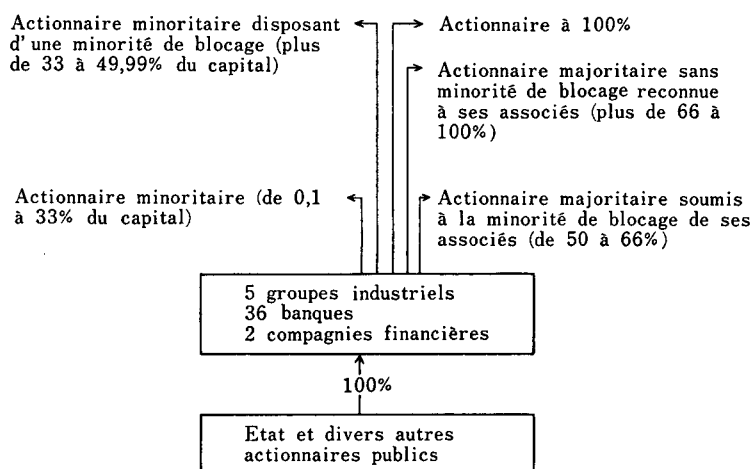 Actionnaire minoritaire disposant
d'une minorité de blocage (plus
de 33 à 49,99% du capital)
Actionnaire à 100%
Actionnaire majoritaire sans
minorité de blocage reconnue
à ses associés (plus de 66 à
100%)
Actionnaire minoritaire (de 0,1
à 33% du capital)
Actionnaire majoritaire soumis
à la minorité de blocage de ses
associés (de 50 à 66%)
5 groupes industriels
36 banques
2 compagnies financières
100%
Etat et divers autres
actionnaires publics